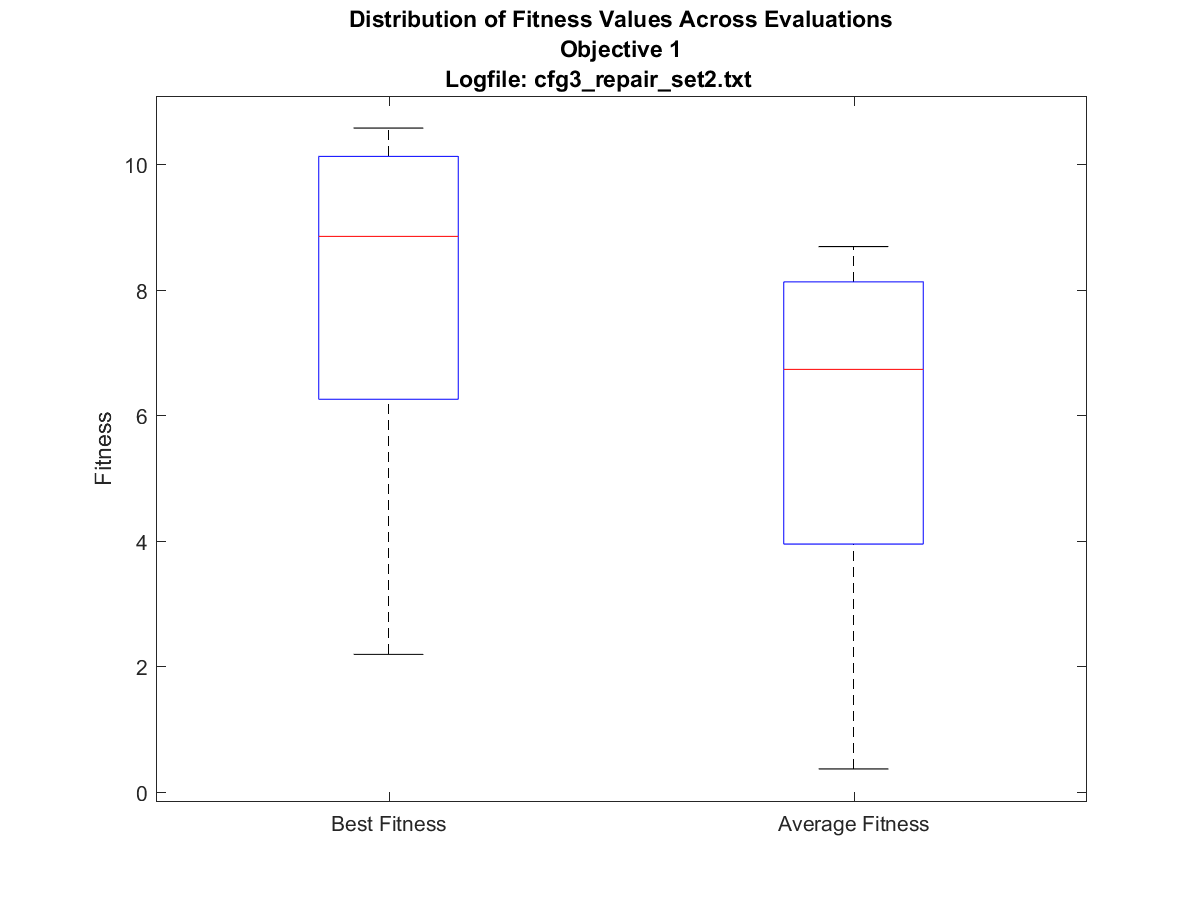 Distribution of Fitness Values Across Evaluations
Objective 1
Logfile: cfg3_repair_set2.txt
10
8
6
4
2
0
Fitness
Best Fitness
Average Fitness